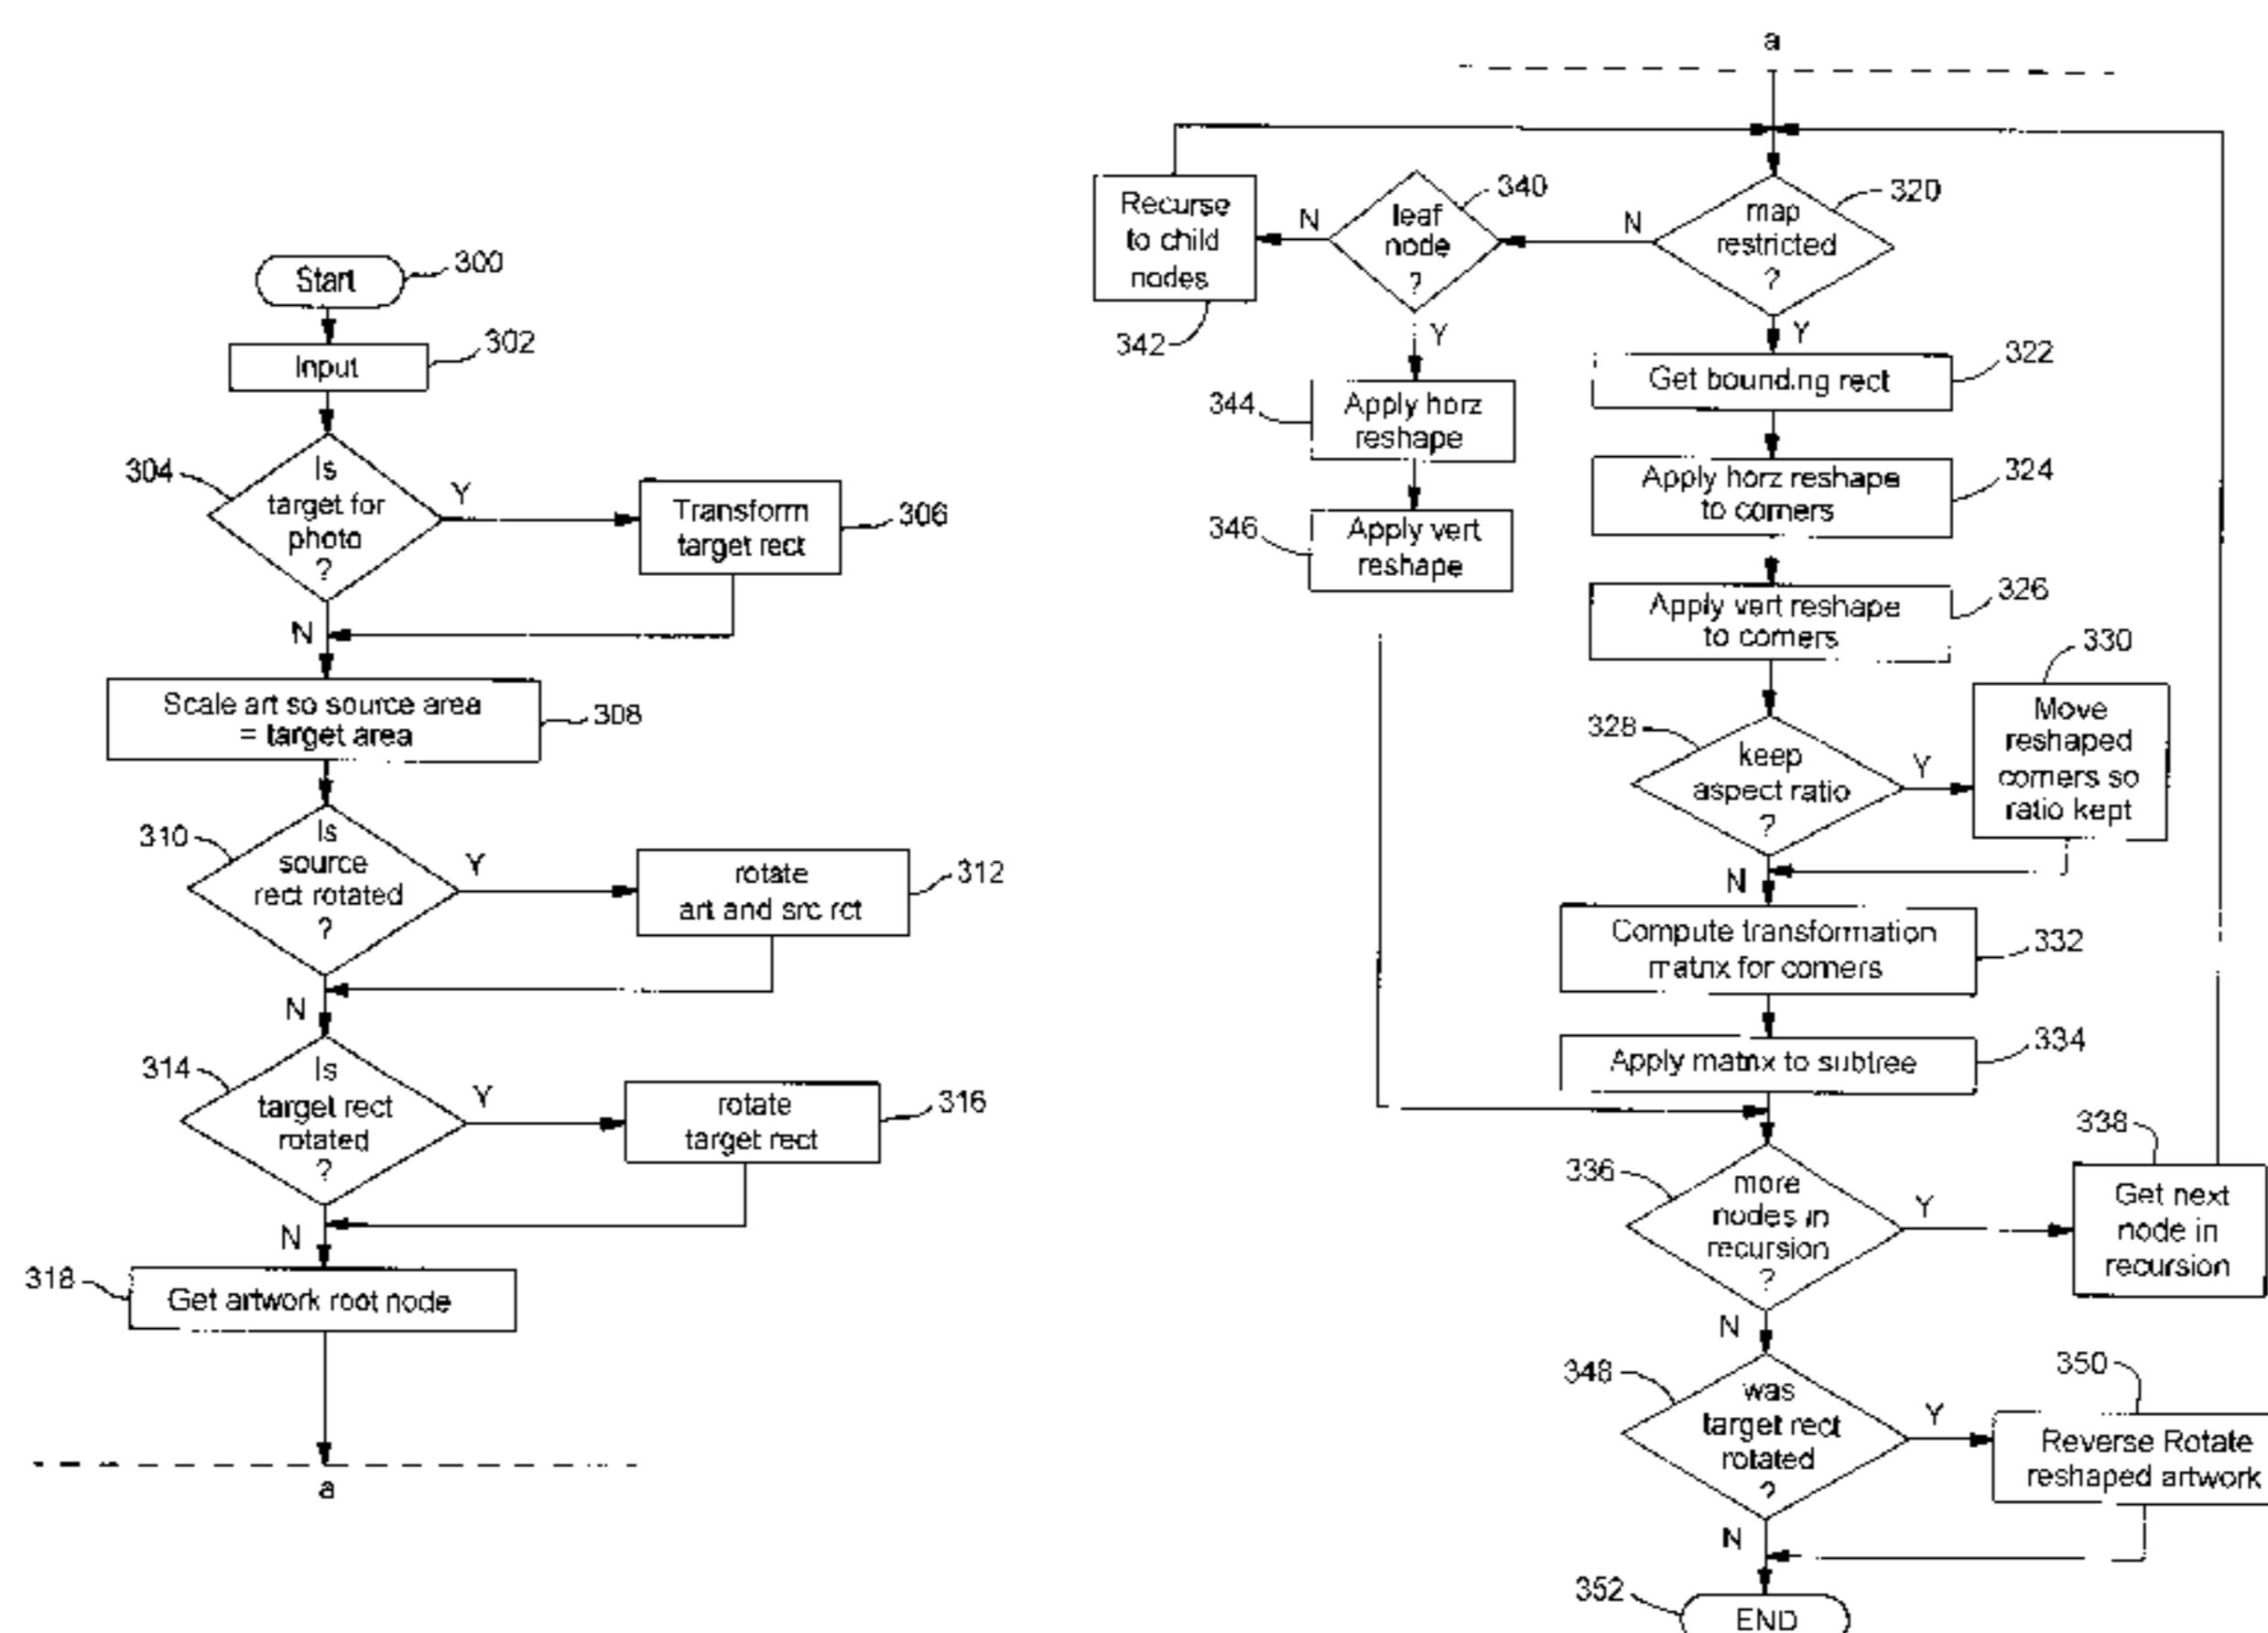 Start
300
Input
302
304
Is
target for
photo
?
Y
Transform
target rect
306
N
Scale art so source area
= target area
308
310
Is
source
rect rotated
?
Y
rotate
art and src rct
312
N
314
Is
target rect
rotated
?
Y
rotate
target rect
316
N
318
Get artwork root node
a
a
320
map
restricted
?
N
340
leaf
node
?
N
Recurse
to child
nodes
342
Y
344
Apply horz
reshape
346
Apply vert
reshape
Y
Get bounding rect
322
Apply horz reshape
to corners
324
Apply vert reshape
to corners
326
328
keep
aspect ratio
?
Y
330
Move
reshaped
corners so
ratio kept
N
Compute transformation
matrix for corners
332
Apply matrix to subtree
334
336
more
nodes in
recursion
?
Y
338
Get next
node in
recursion
N
348
was
target rect
rotated
?
Y
350
Reverse Rotate
reshaped artwork
N
352
END